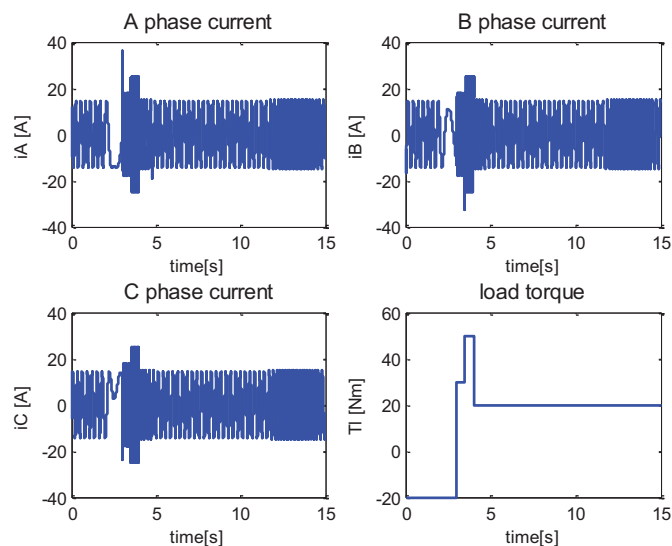 A phase current
40
20
0
-20
-40
iA [A]
0 5 10 15
time[s]
B phase current
40
20
0
-20
-40
iB [A]
0 5 10 15
time[s]
C phase current
40
20
0
-20
-40
iC [A]
0 5 10 15
time[s]
load torque
60
40
20
0
-20
Tl [Nm]
0 5 10 15
time[s]